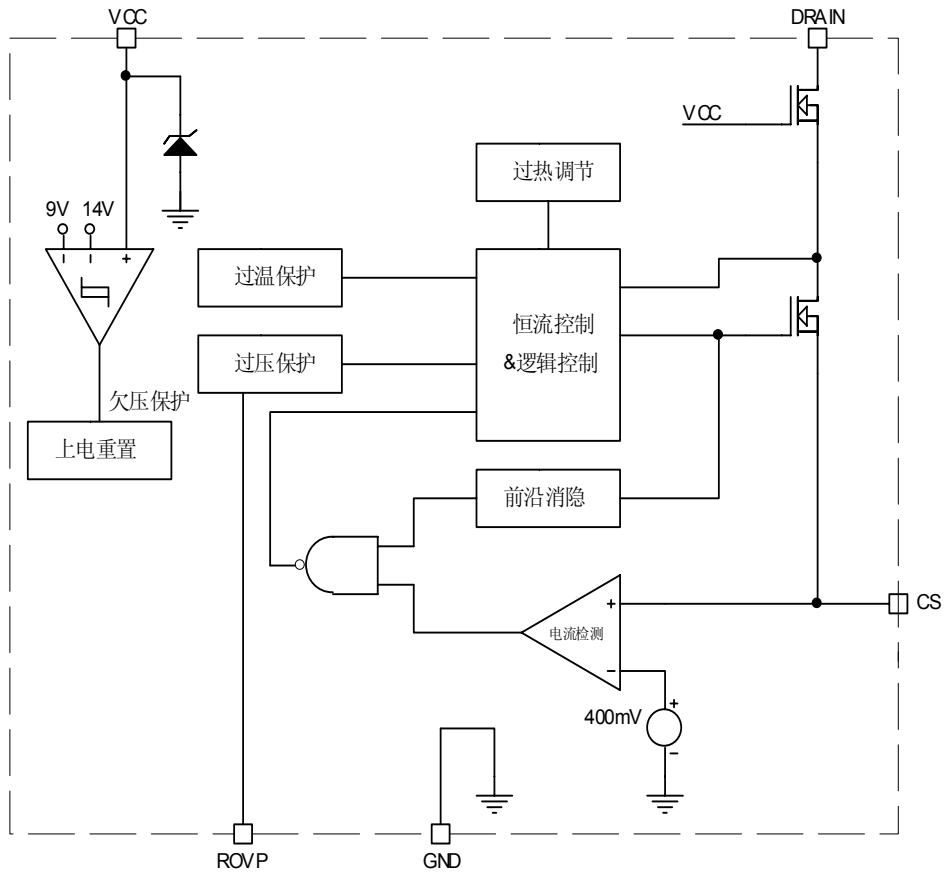 VCC
DRAIN
VCC
过热调节
9V 14V
过温保护
恒流控制
&逻辑控制
过压保护
欠压保护
上电重置
前沿消隐
CS
电流检测
400mV
ROVP
GND